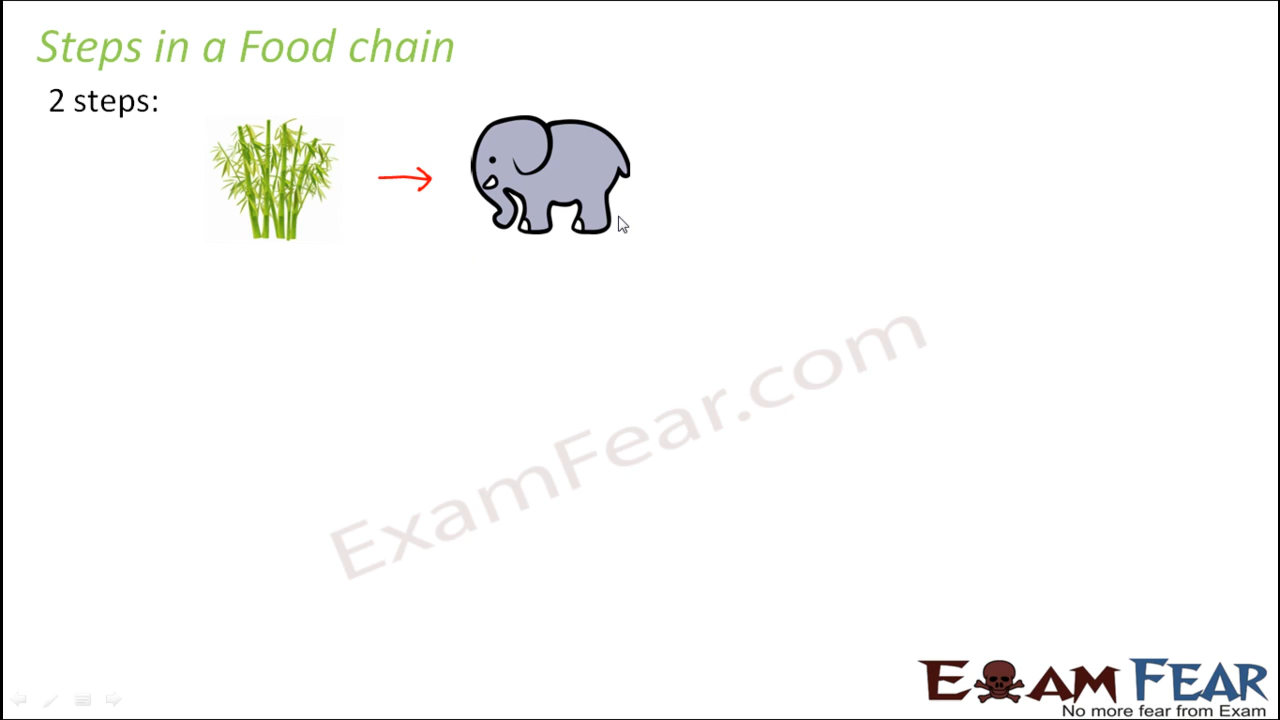 Steps in a Food chain
2 steps:
ExamFear.com
EXAM FEAR
No more fear from Exam